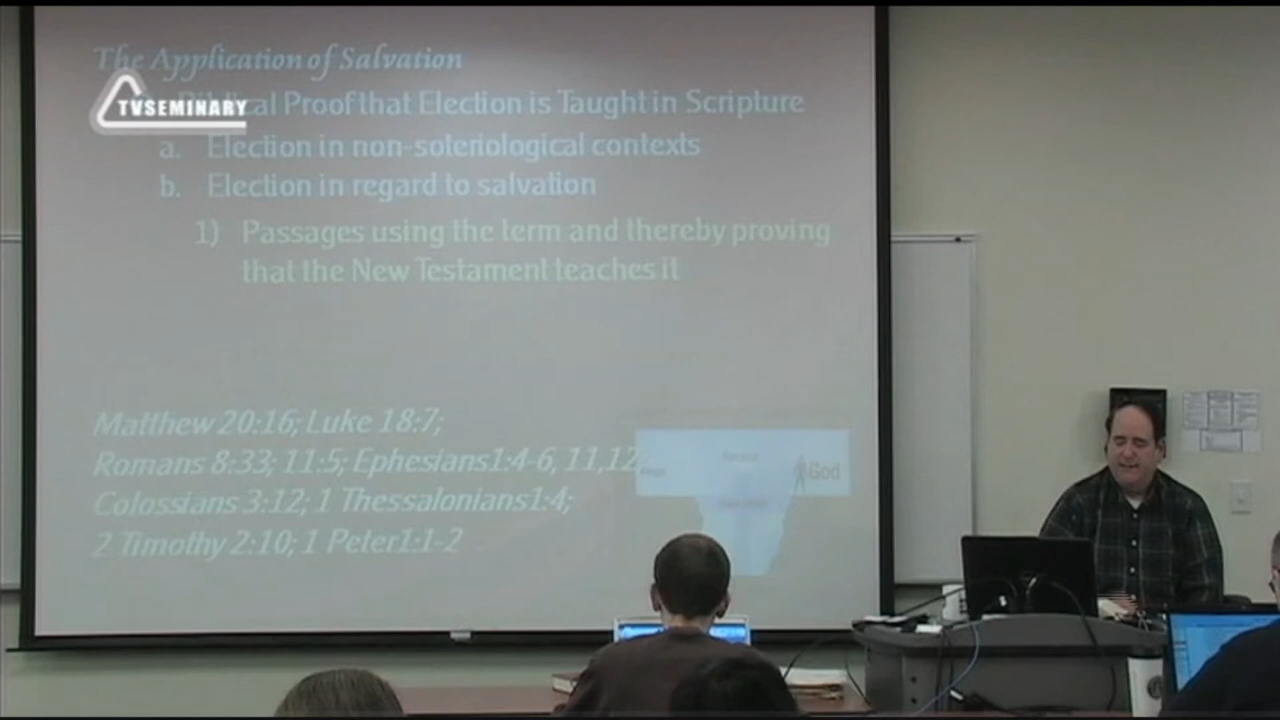 The Application of Salvation
TVSEMINARY
Biblical Proof that Election is Taught in Scripture
a. Election in non-soteriological contexts
b. Election in regard to salvation
1) Passages using the term and thereby proving
that the New Testament teaches it
Matthew 20:16; Luke 18:7;
Romans 8:33; 11:5; Ephesians1:4-6, 11,12
Colossians 3:12; 1 Thessalonians1:4;
2 Timothy 2:10; 1 Peter1:1-2
God